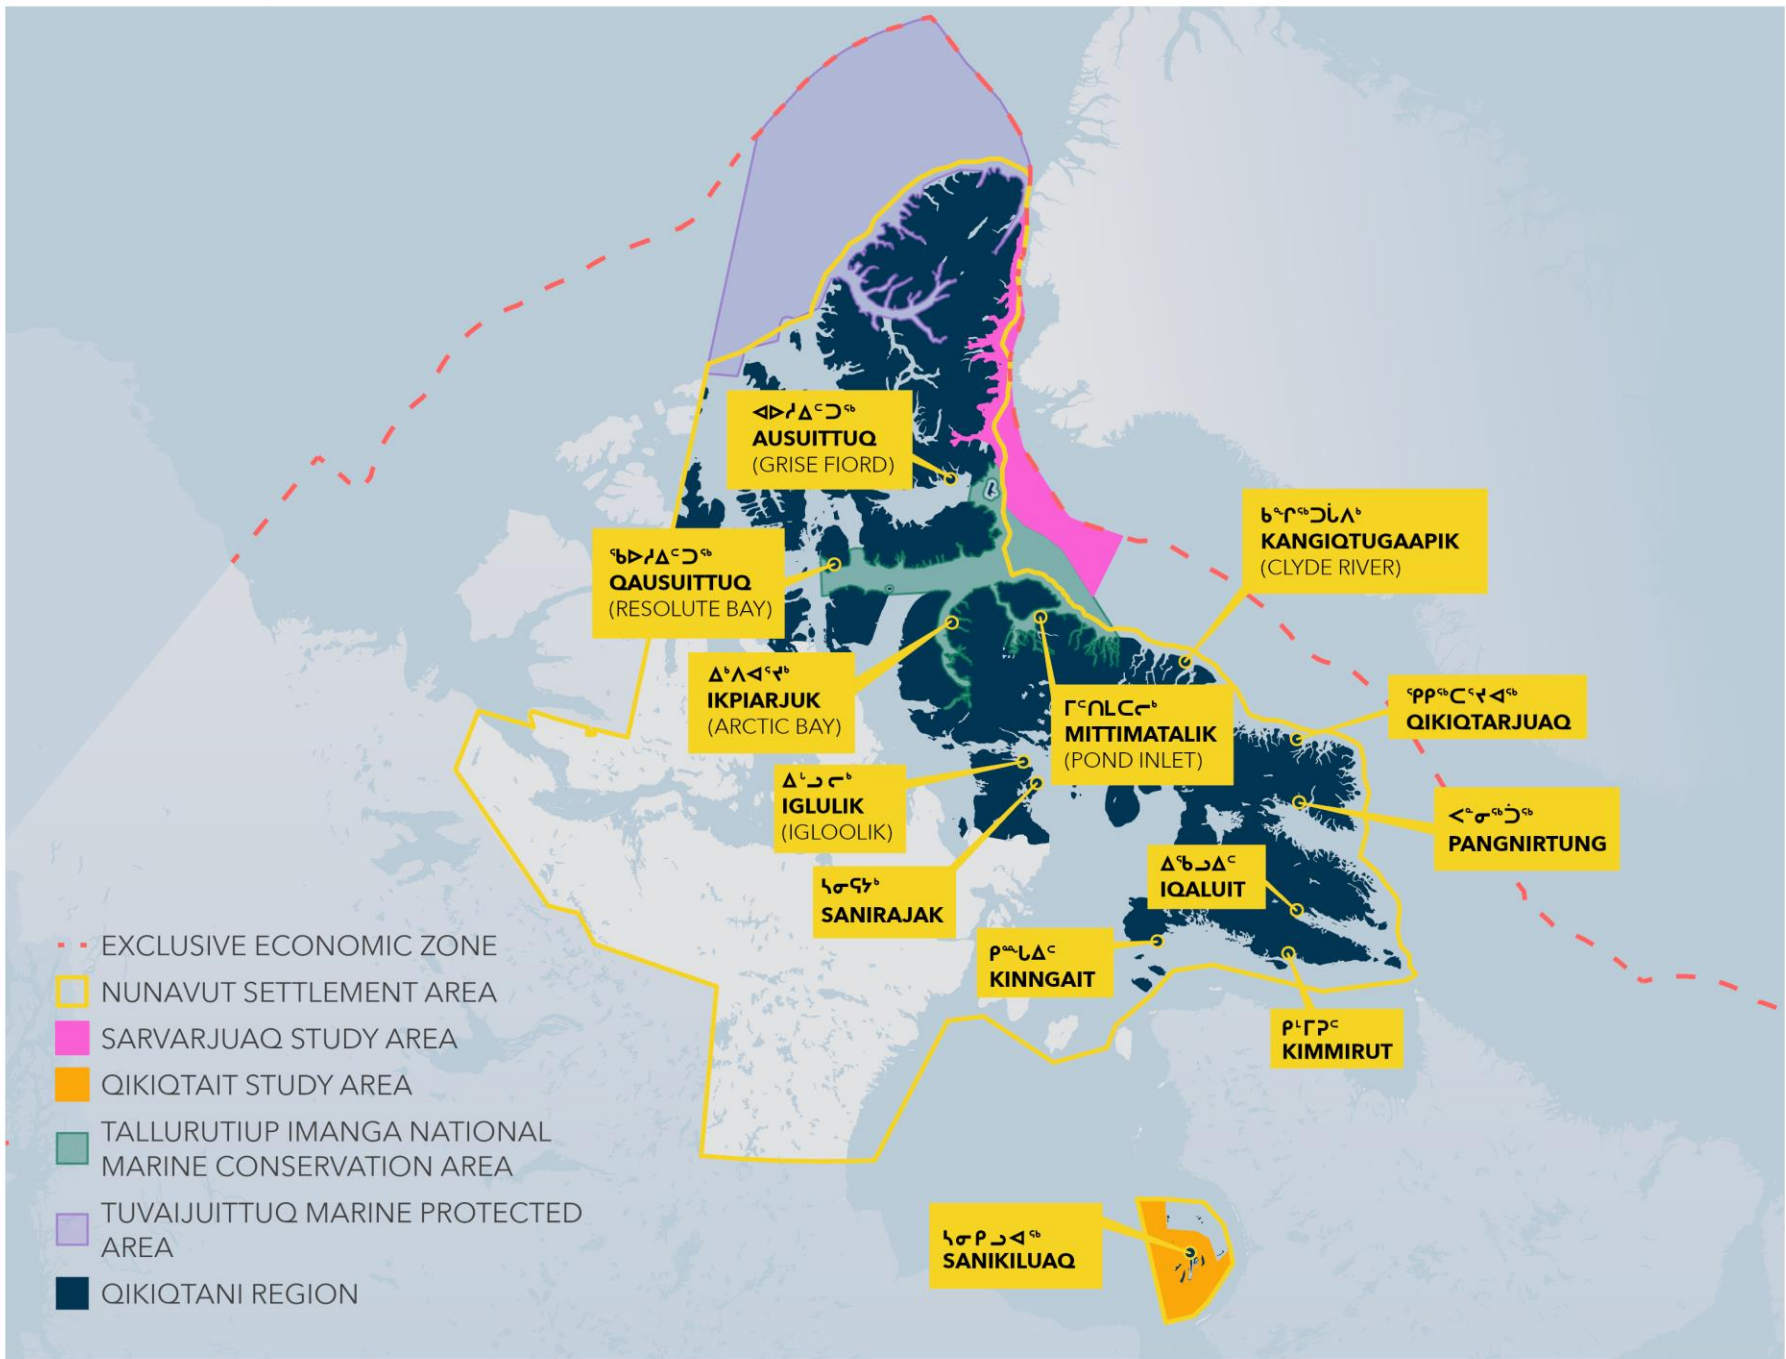 ᐊᐅᓱᐃᑦᑐᖅ
AUSUITTUQ
(GRISE FIORD)
ᖃᐅᓱᐃᑦᑐᖅ
QAUSUITTUQ
(RESOLUTE BAY)
ᑲᖏᖅᑐᒑᐱᒃ
KANGIQTUGAAPIK
(CLYDE RIVER)
ᐃᒃᐱᐊᕐᔪᒃ
IKPIARJUK
(ARCTIC BAY)
ᒥᑦᑎᒪᑕᓕᒃ
MITTIMATALIK
(POND INLET)
ᕿᑭᖅᑕᕐᔪᐊᖅ
QIKIQTARJUAQ
ᐃᒡᓗᓕᒃ
IGLULIK
(IGLOOLIK)
ᐸᓐᓂᖅᑑᖅ
PANGNIRTUNG
ᓴᓂᕋᔭᒃ
SANIRAJAK
ᐃᖃᓗᐃᑦ
IQALUIT
ᑭᙵᐃᑦ
KINNGAIT
ᑭᒻᒥᕈᑦ
KIMMIRUT
ᓴᓂᑭᓗᐊᖅ
SANIKILUAQ
EXCLUSIVE ECONOMIC ZONE
NUNAVUT SETTLEMENT AREA
SARVARJUAQ STUDY AREA
QIKIQTAIT STUDY AREA
TALLURUTIUP IMANGA NATIONAL
MARINE CONSERVATION AREA
TUVAIJUITTUQ MARINE PROTECTED
AREA
QIKIQTANI REGION